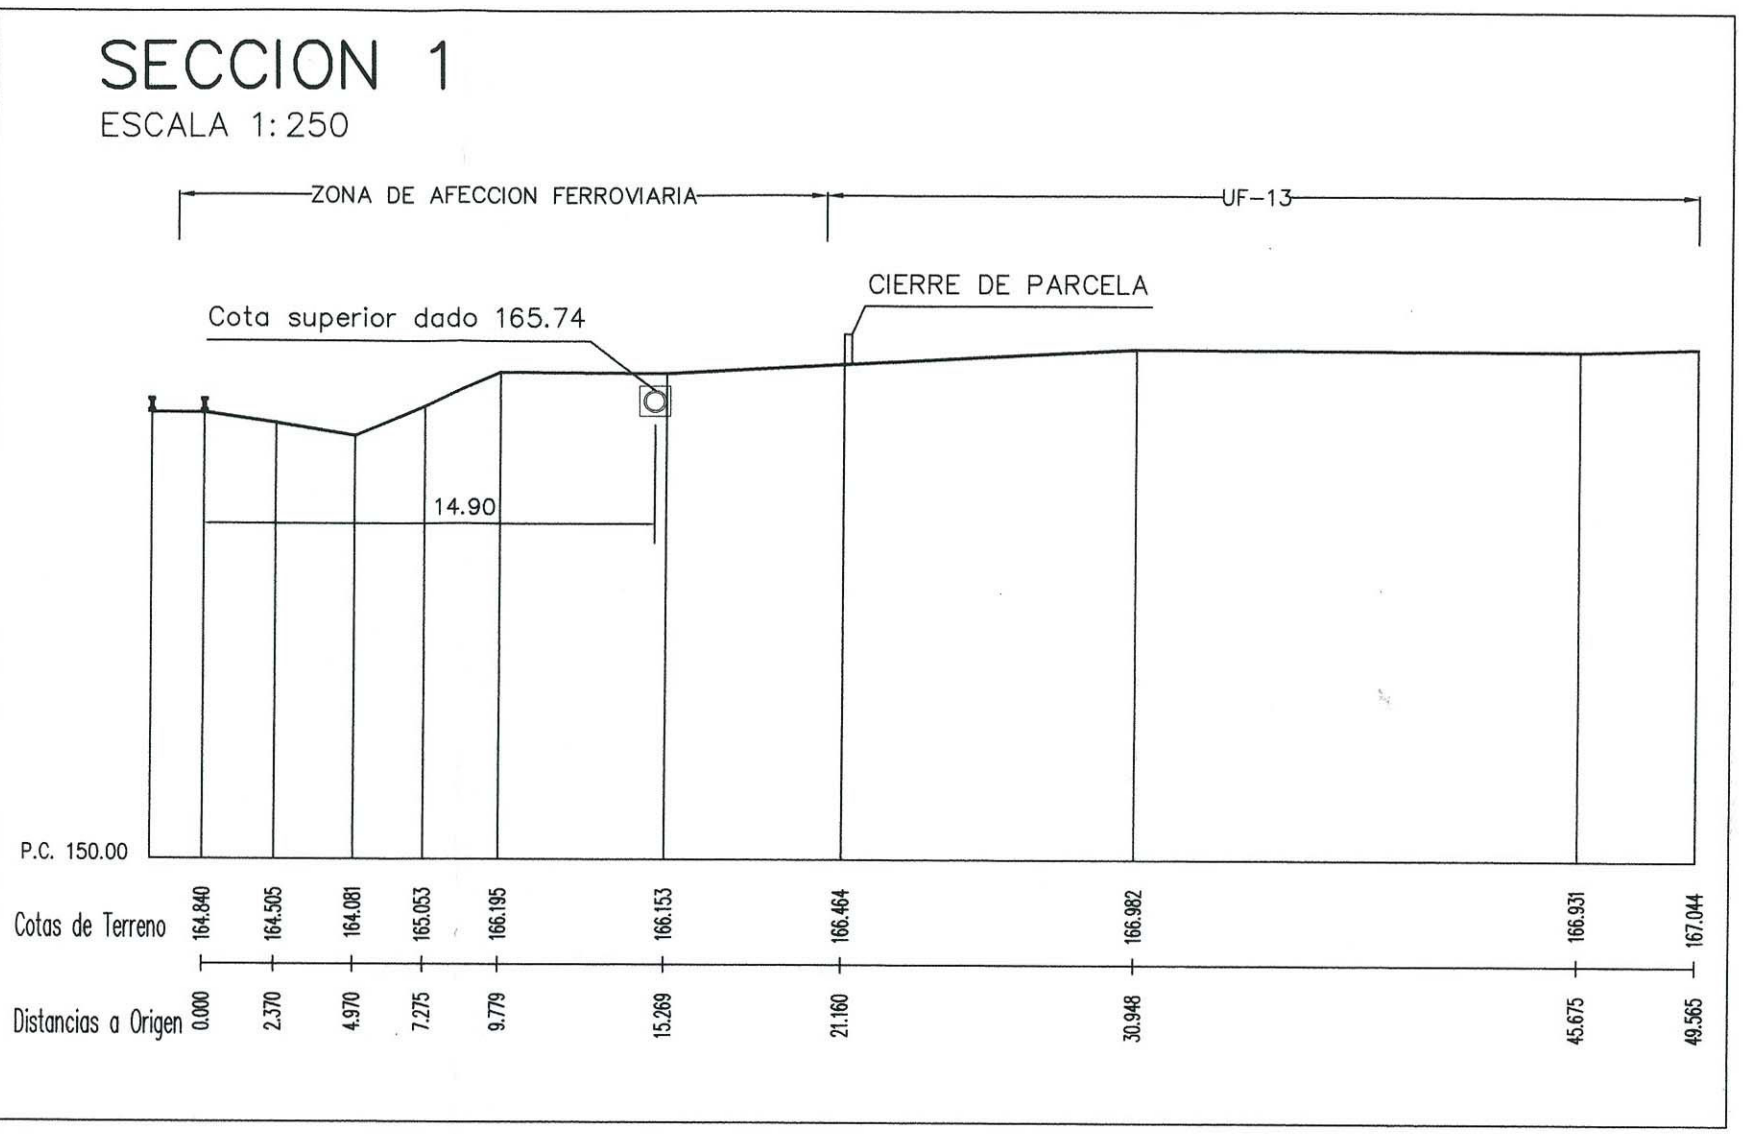 SECCION 1
ESCALA 1:250
ZONA DE AFECCION FERROVIARIA
UF-13
CIERRE DE PARCELA
Cota superior dado 165.74
14.90
P.C. 150.00
Cotas de Terreno 164.840 164.505 164.081 165.053 166.195 166.153 166.464 166.982 166.931 167.044
Distancias a Origen 0.000 2.370 4.970 7.275 9.779 15.269 21.160 30.948 45.675 49.565